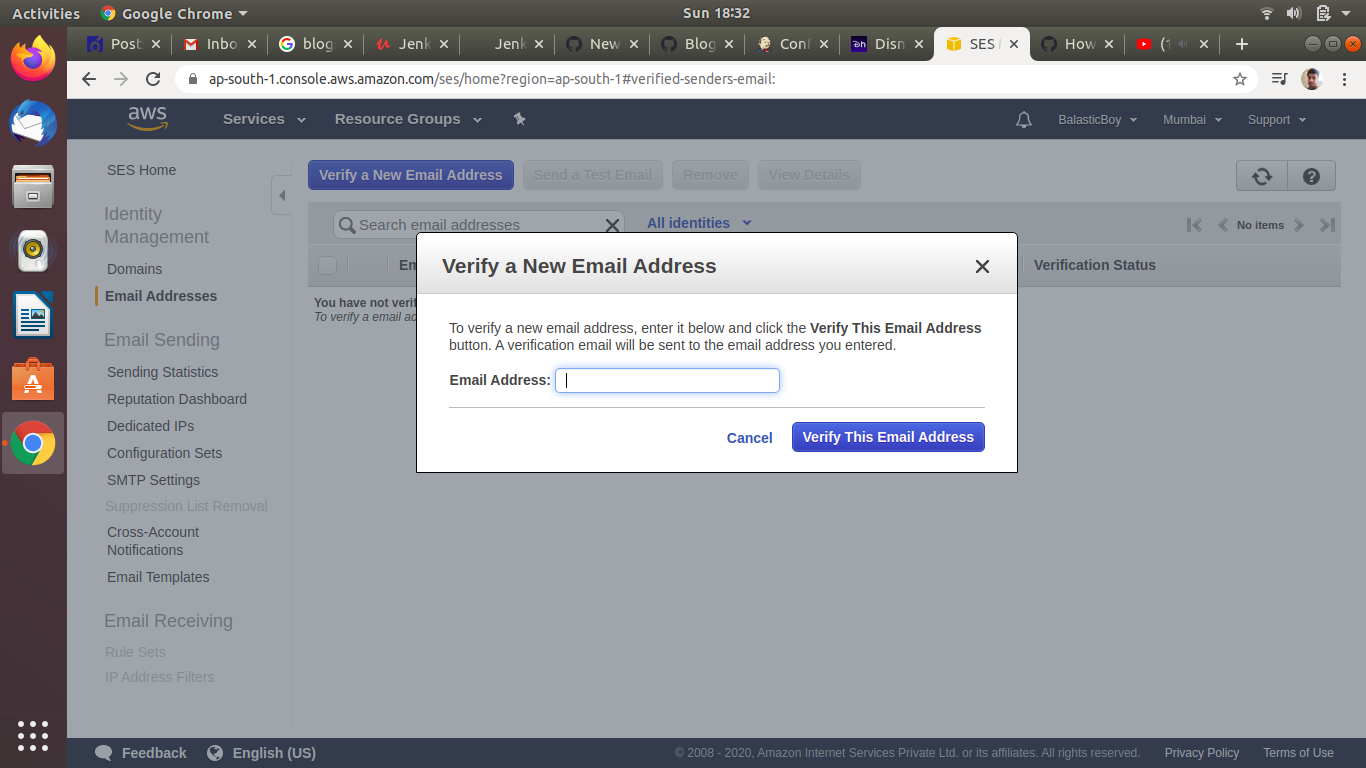 Activities
Google Chrome
Sun 18:32
Post
Inbo
blog
Jenk
Jenk
New
Blog
Conf
Disn
SES
How
(1
ap-south-1.console.aws.amazon.com/ses/home?region=ap-south-1#verified-senders-email:
aws
Services
Resource Groups
BalasticBoy
Mumbai
Support
SES Home
Identity
Management
Domains
Email Addresses
Email Sending
Sending Statistics
Reputation Dashboard
Dedicated IPs
Configuration Sets
SMTP Settings
Suppression List Removal
Cross-Account
Notifications
Email Templates
Email Receiving
Rule Sets
IP Address Filters
Verify a New Email Address
Send a Test Email
Remove
View Details
Search email addresses
All identities
No items
Em
Verification Status
You have not verif
To verify a email ad
Verify a New Email Address
To verify a new email address, enter it below and click the Verify This Email Address
button. A verification email will be sent to the email address you entered.
Email Address:
Cancel
Verify This Email Address
Feedback
English (US)
© 2008 - 2020, Amazon Internet Services Private Ltd. or its affiliates. All rights reserved.
Privacy Policy
Terms of Use